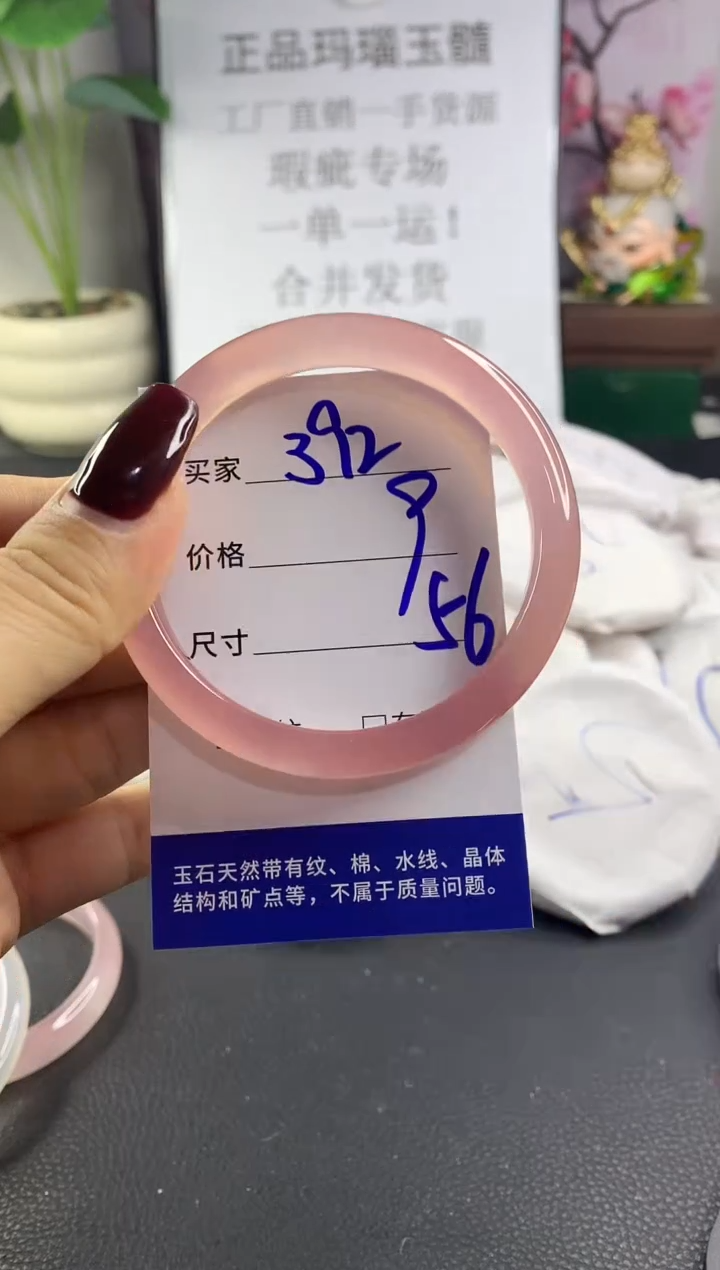 正品玛瑙玉髓
工厂直销一手货源
瑕疵专场
一单一运!
合并发货
买家 392
价格 9
尺寸 56
玉石天然带有纹、棉、水线、晶体
结构和矿点等，不属于质量问题。